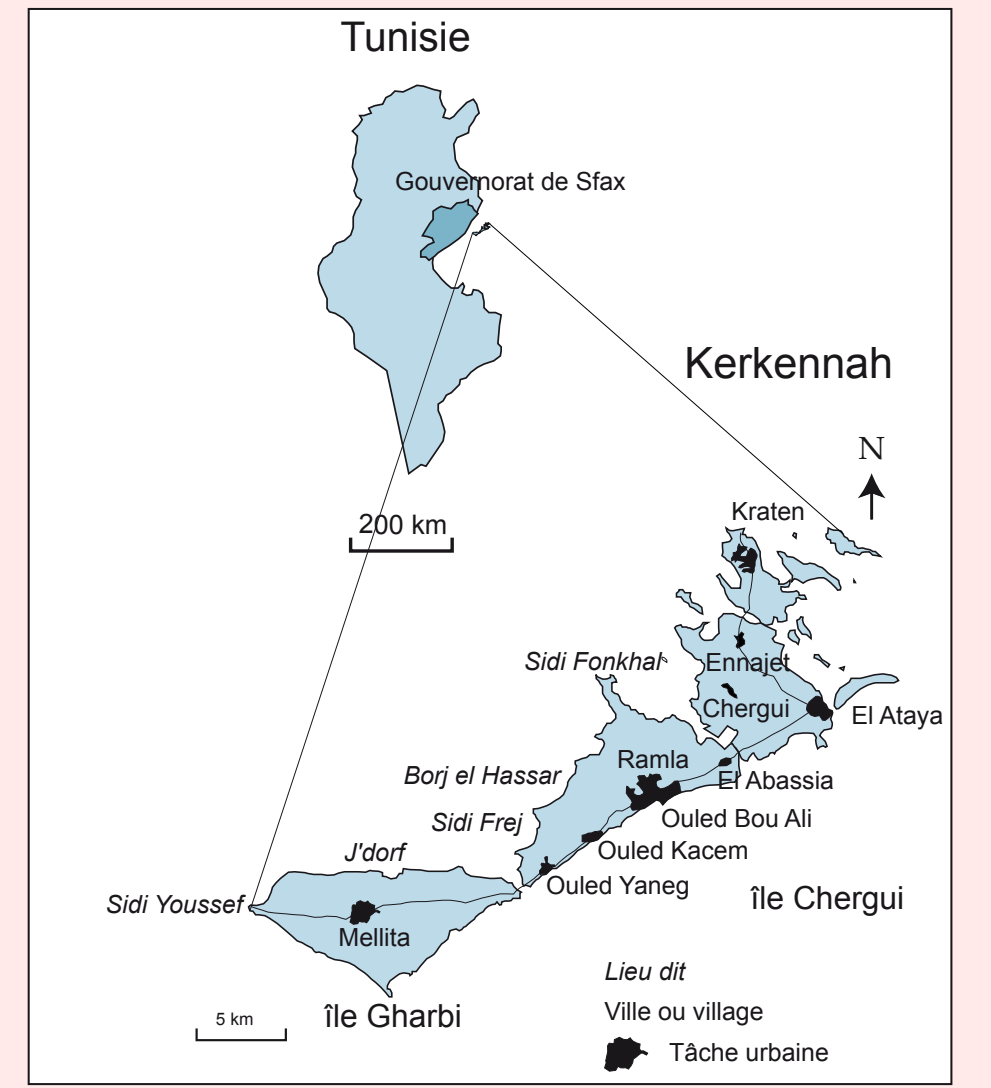 Tunisie
Gouvernorat de Sfax
Kerkennah
N
200 km
Kraten
Sidi Fonkhal
Ennajet
Chergui
El Ataya
Ramla
Borj el Hassar
El Abassia
Sidi Frej
Ouled Bou Ali
J'dorf
Ouled Kacem
Ouled Yaneg
Sidi Youssef
île Chergui
Mellita
Lieu dit
île Gharbi
5 km
Ville ou village
Tâche urbaine